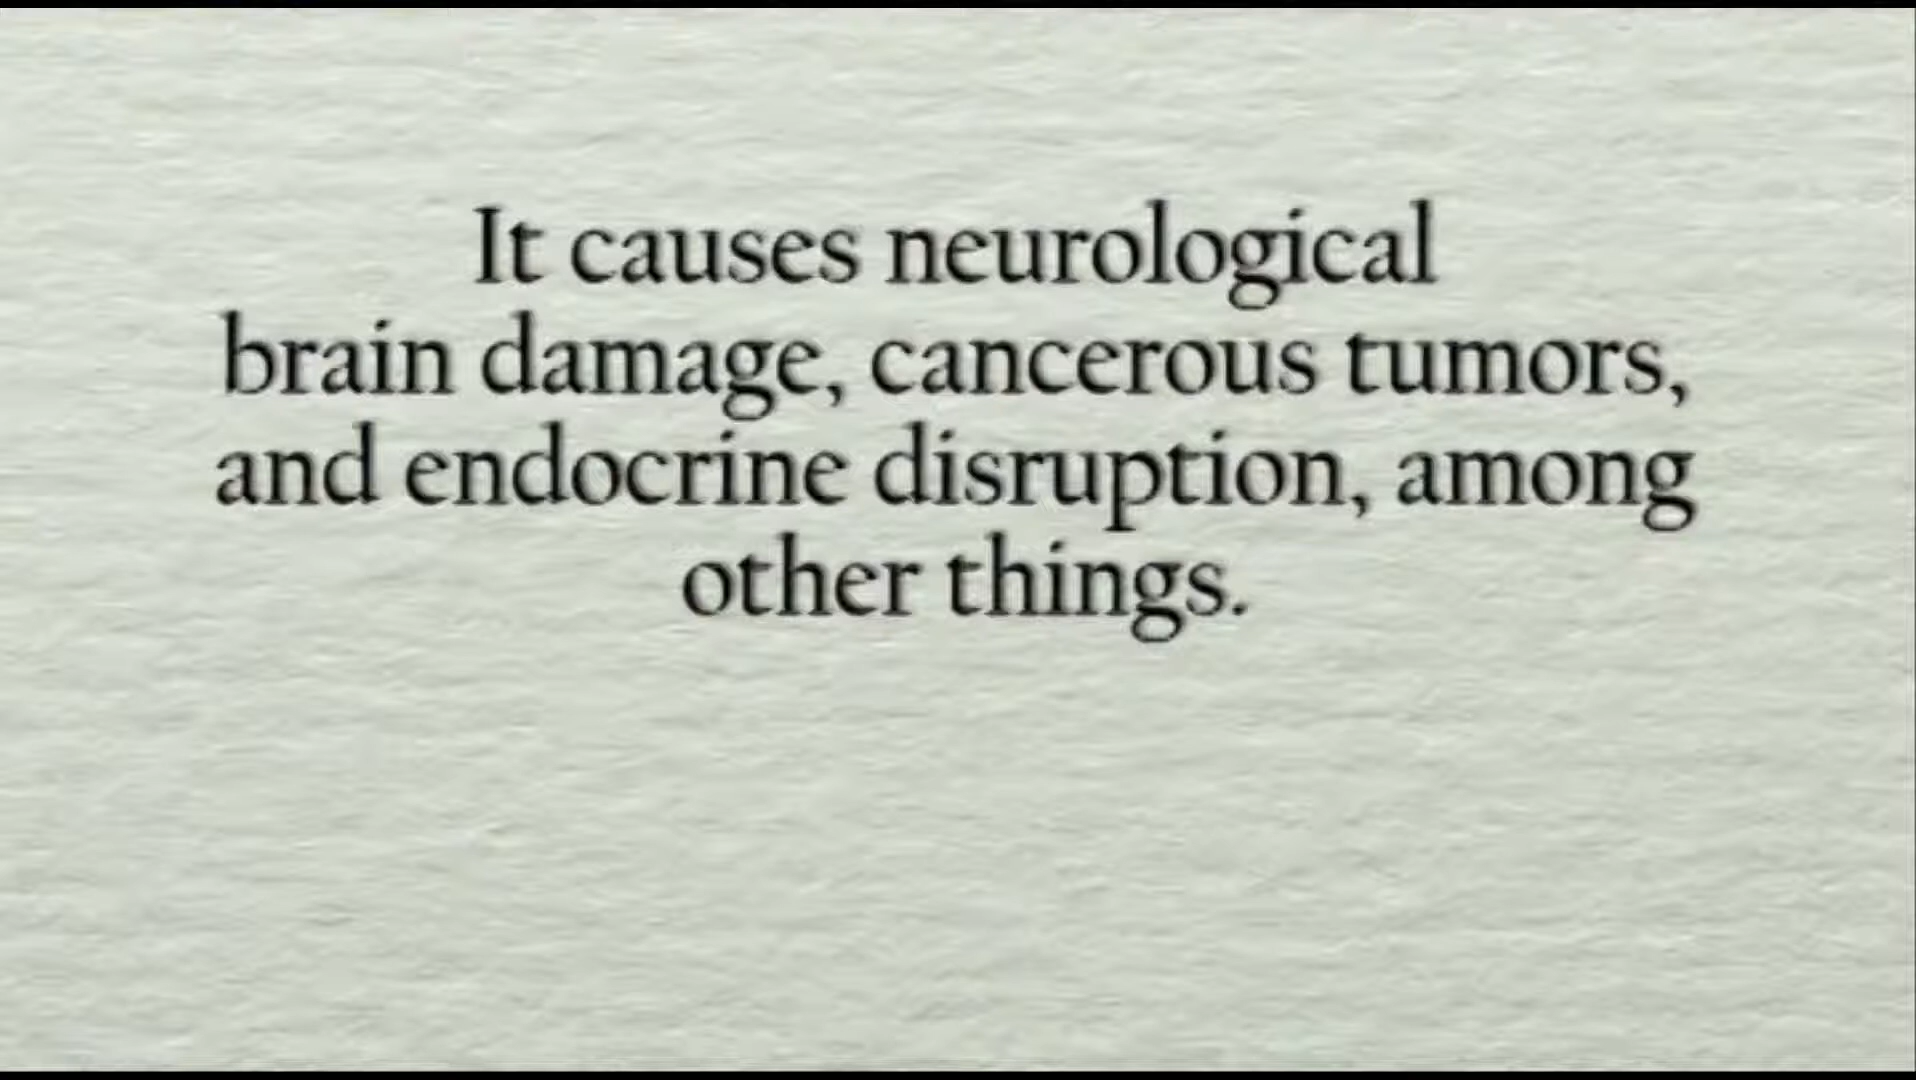 It causes neurological
brain damage, cancerous tumors,
and endocrine disruption, among
other things.